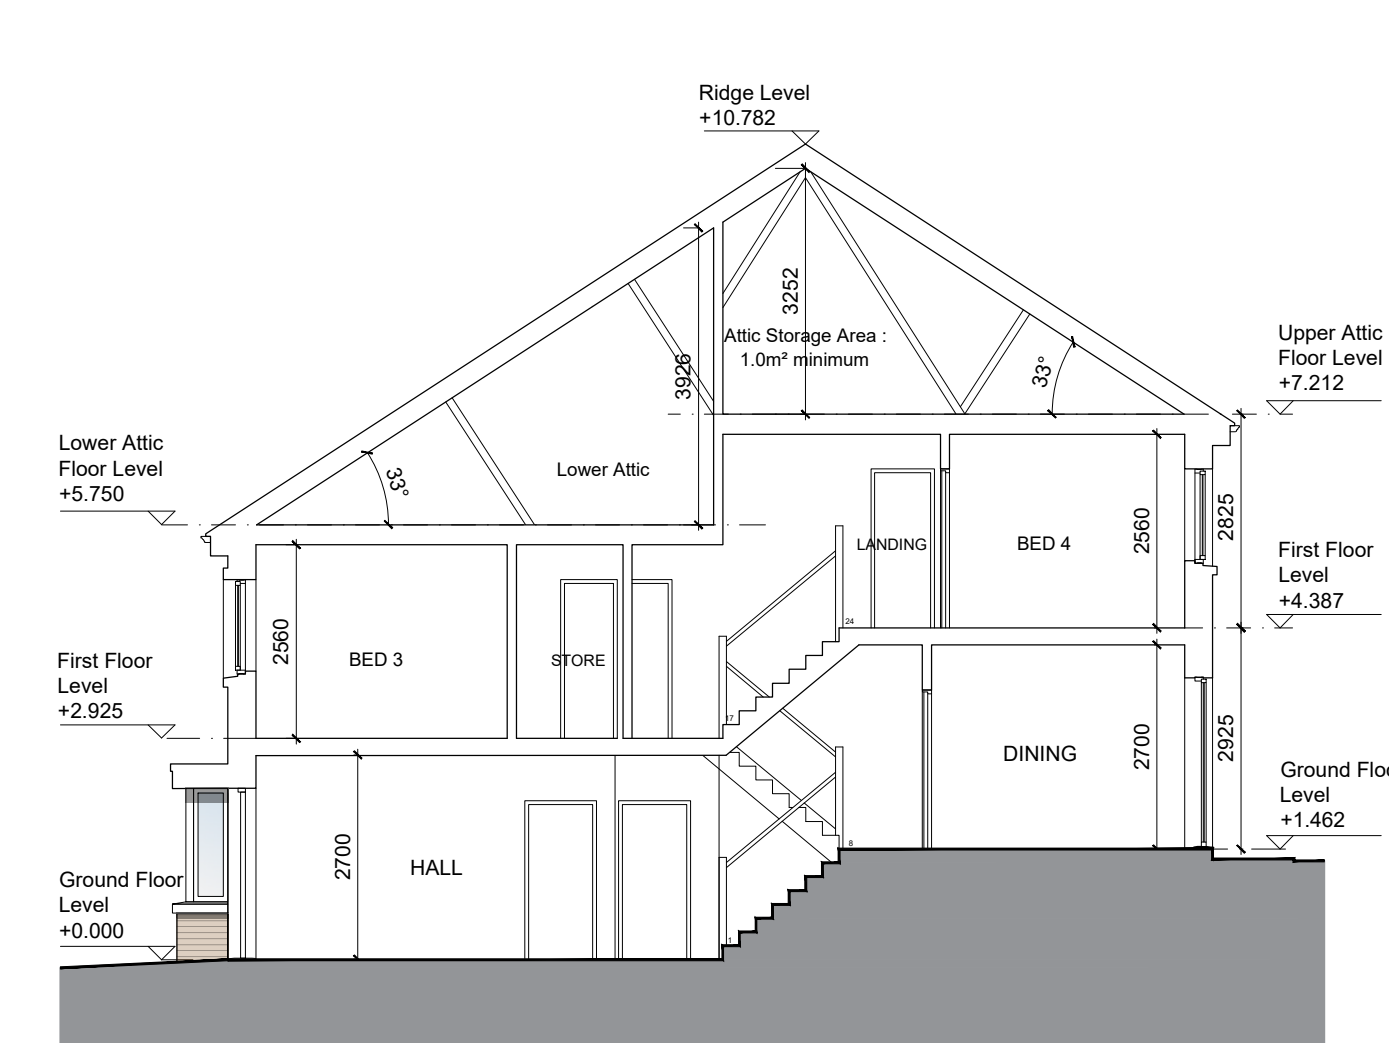 Ridge Level
+10.782
3252
Attic Storage Area :
1.0m² minimum
3926
33°
Upper Attic
Floor Level
+7.212
Lower Attic
Floor Level
+5.750
33°
Lower Attic
LANDING
BED 4
2560
2825
First Floor
Level
+4.387
24
First Floor
Level
+2.925
2560
BED 3
STORE
17
DINING
2700
2925
Ground Floo
Level
+1.462
8
Ground Floor
Level
+0.000
2700
HALL
1